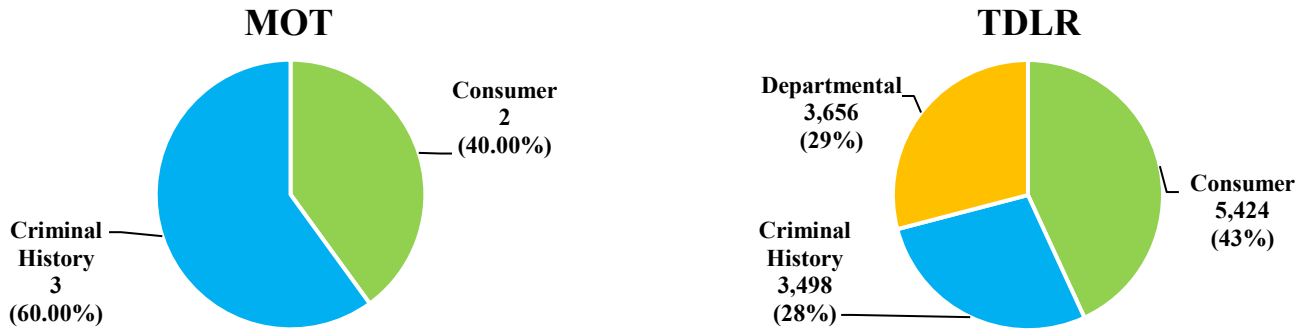 MOT
Consumer
2
(40.00%)
Criminal
History
3
(60.00%)
TDLR
Departmental
3,656
(29%)
Consumer
5,424
(43%)
Criminal
History
3,498
(28%)